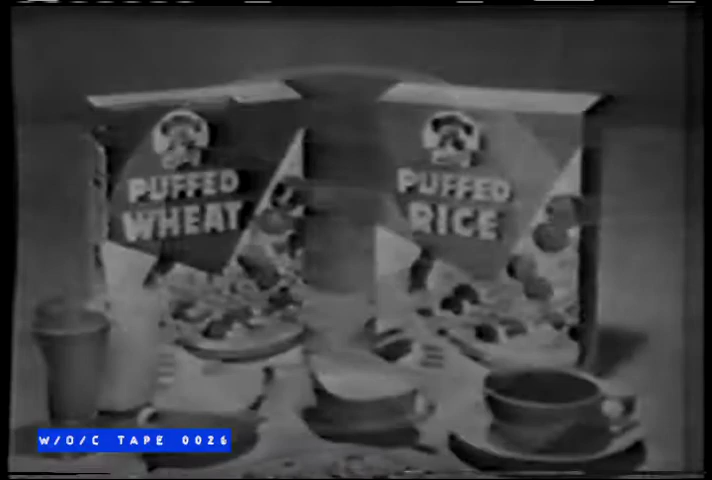 PUFFED
WHEAT
PUFFED
RICE
W/O/C TAPE 0026